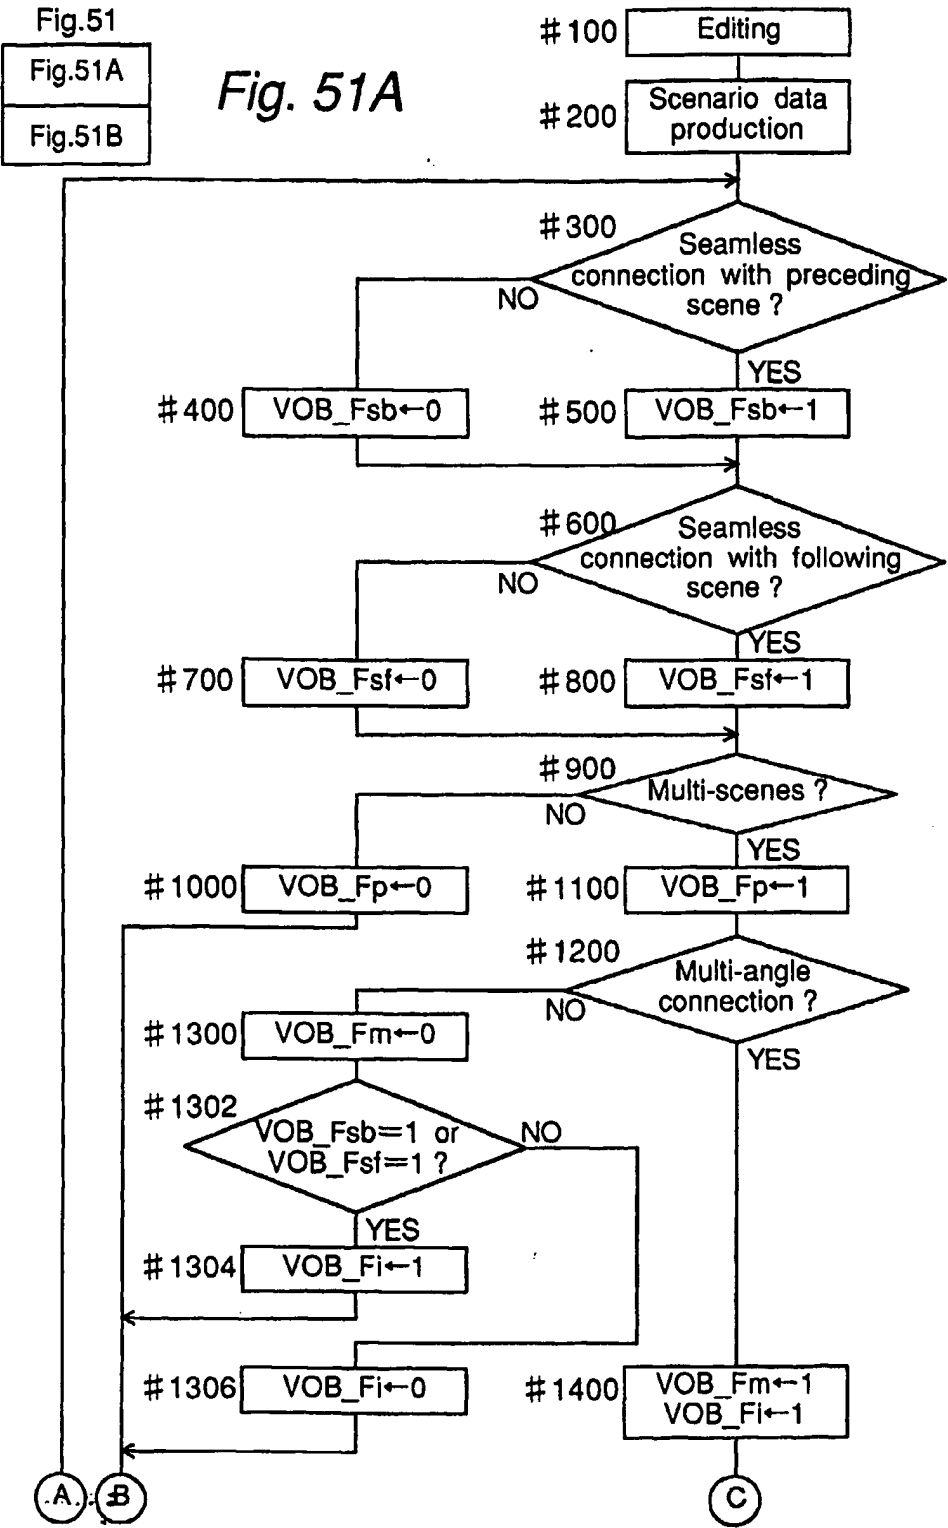 Fig.51
Fig.51A
Fig.51B
Fig. 51A
#100
Editing
#200
Scenario data
production
#300
Seamless
connection with preceding
scene ?
NO
YES
#400
VOB_Fsb←0
#500
VOB_Fsb←1
#600
Seamless
connection with following
scene ?
NO
YES
#700
VOB_Fsf←0
#800
VOB_Fsf←1
#900
Multi-scenes ?
NO
YES
#1000
VOB_Fp←0
#1100
VOB_Fp←1
#1200
Multi-angle
connection ?
NO
YES
#1300
VOB_Fm←0
#1302
VOB_Fsb=1 or
VOB_Fsf=1 ?
NO
YES
#1304
VOB_Fi←1
#1306
VOB_Fi←0
#1400
VOB_Fm←1
VOB_Fi←1
A
B
C